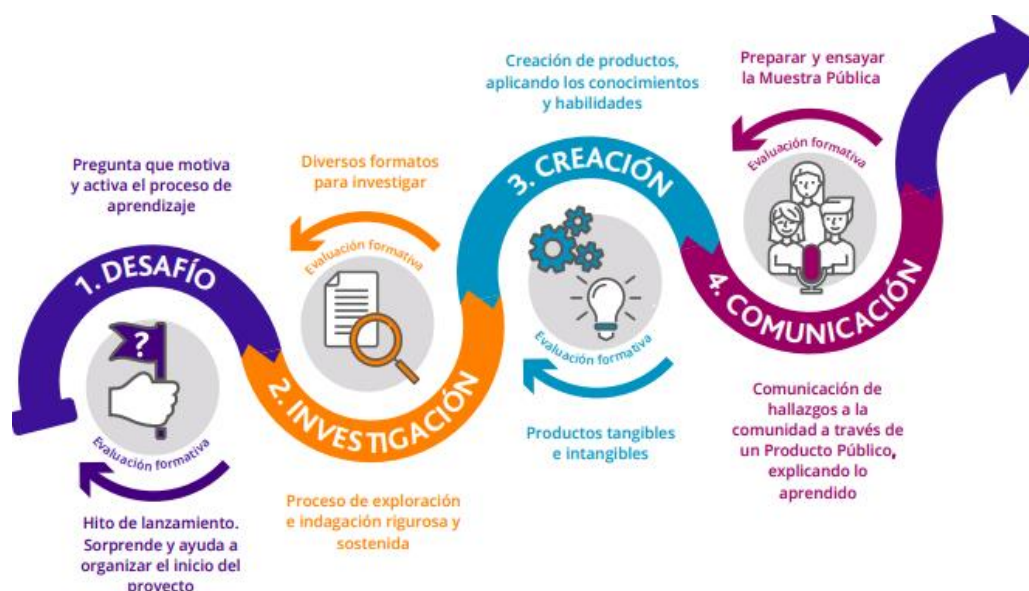 Pregunta que motiva
y activa el proceso de
aprendizaje
1. DESAFÍO
?
Evaluación formativa
Hito de lanzamiento.
Sorprende y ayuda a
organizar el inicio del
proyecto
Diversos formatos
para investigar
Evaluación formativa
2. INVESTIGACIÓN
Proceso de exploración
e indagación rigurosa y
sostenida
Creación de productos,
aplicando los conocimientos
y habilidades
3. CREACIÓN
Evaluación formativa
Productos tangibles
e intangibles
Preparar y ensayar
la Muestra Pública
Evaluación formativa
4. COMUNICACIÓN
Comunicación de
hallazgos a la
comunidad a través de
un Producto Público,
explicando lo
aprendido